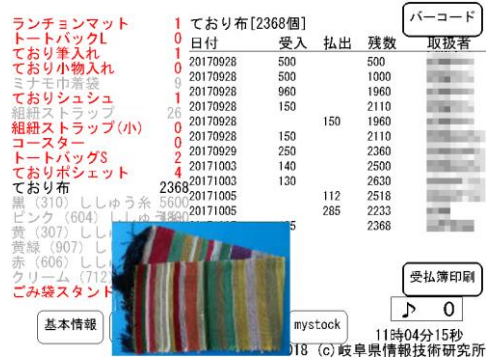 ランチョンマット 1
トートバックL 0
ており筆入れ 1
ており小物入れ 0
ミナモ巾着袋 9
ておりシュシュ 1
組紐ストラップ 26
組紐ストラップ(小) 0
コースター 0
トートバッグS 2
ておりポシェット 4
ており布 2368
黒 (310) ししゅう糸 5600
ピンク (604) ししゅう 4800
黄 (307) しし
黄緑 (907) し
赤 (606) しし
クリーム (712)
ごみ袋スタンド
基本情報
ており布[2368個]
バーコード
日付 受入 払出 残数 取扱者
20170928 500 500
20170928 500 1000
20170928 960 1960
20170928 150 2110
20170928 150 1960
20170928 150 2110
20170929 250 2360
20171003 140 2500
20171003 130 2630
20171005 112 2518
20171005 285 2233
2368
受払簿印刷
♪ 0
mystock
11時04分15秒
018 (c)岐阜県情報技術研究所